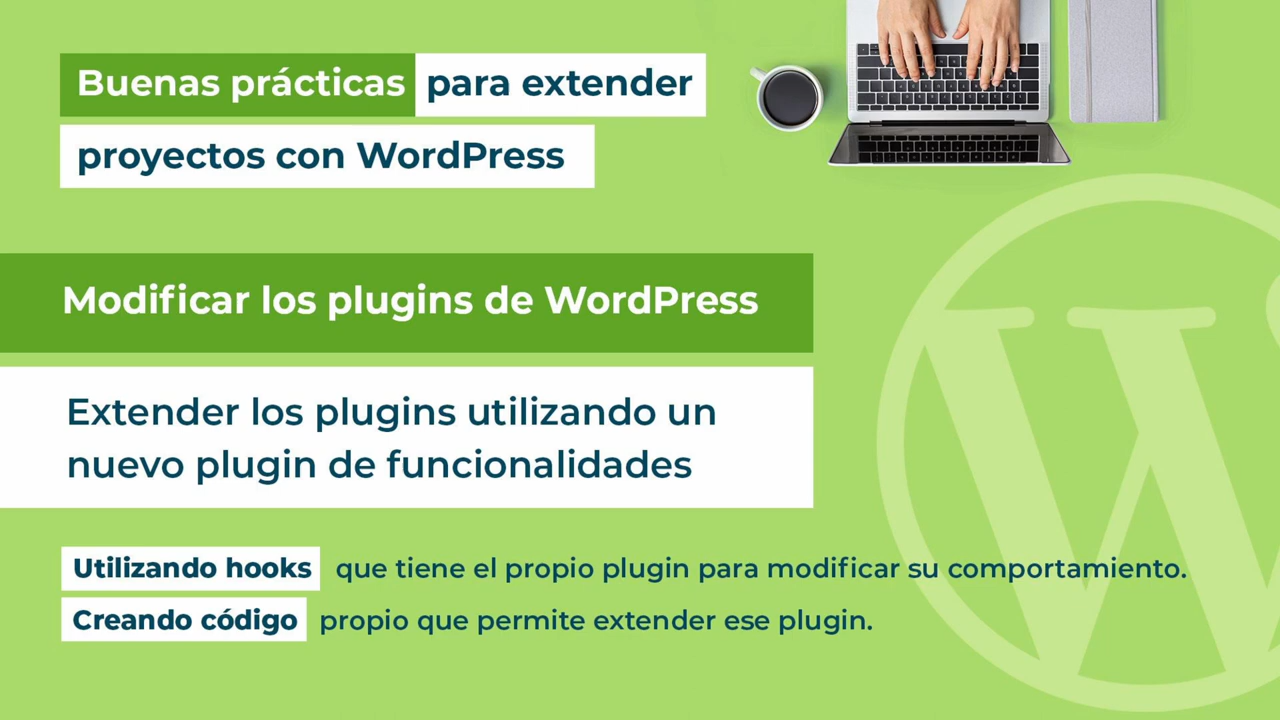 Buenas prácticas para extender
proyectos con WordPress
Modificar los plugins de WordPress
Extender los plugins utilizando un
nuevo plugin de funcionalidades
Utilizando hooks que tiene el propio plugin para modificar su comportamiento.
Creando código propio que permite extender ese plugin.